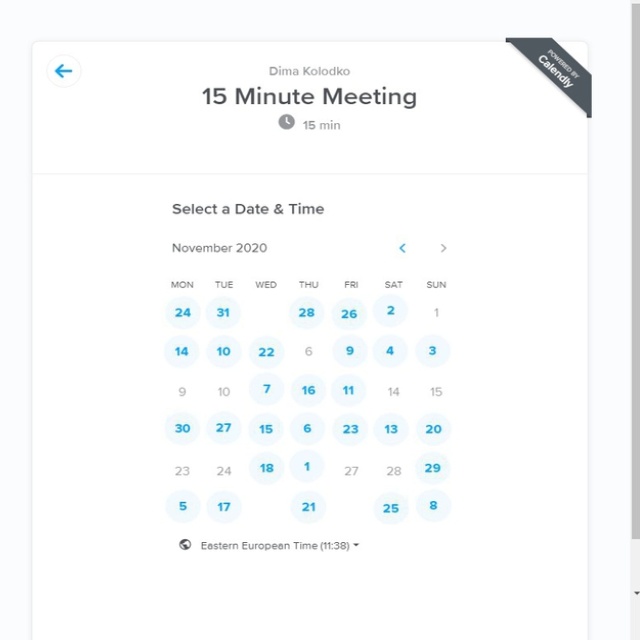 POWERED BY
Calendly
Dima Kolodko
15 Minute Meeting
15 min
Select a Date & Time
November 2020
MON TUE WED THU FRI SAT SUN
24 31 28 26 2 1
14 10 22 6 9 4 3
9 10 7 16 11 14 15
30 27 15 6 23 13 20
23 24 18 1 27 28 29
5 17 21 25 8
Eastern European Time (11:38)